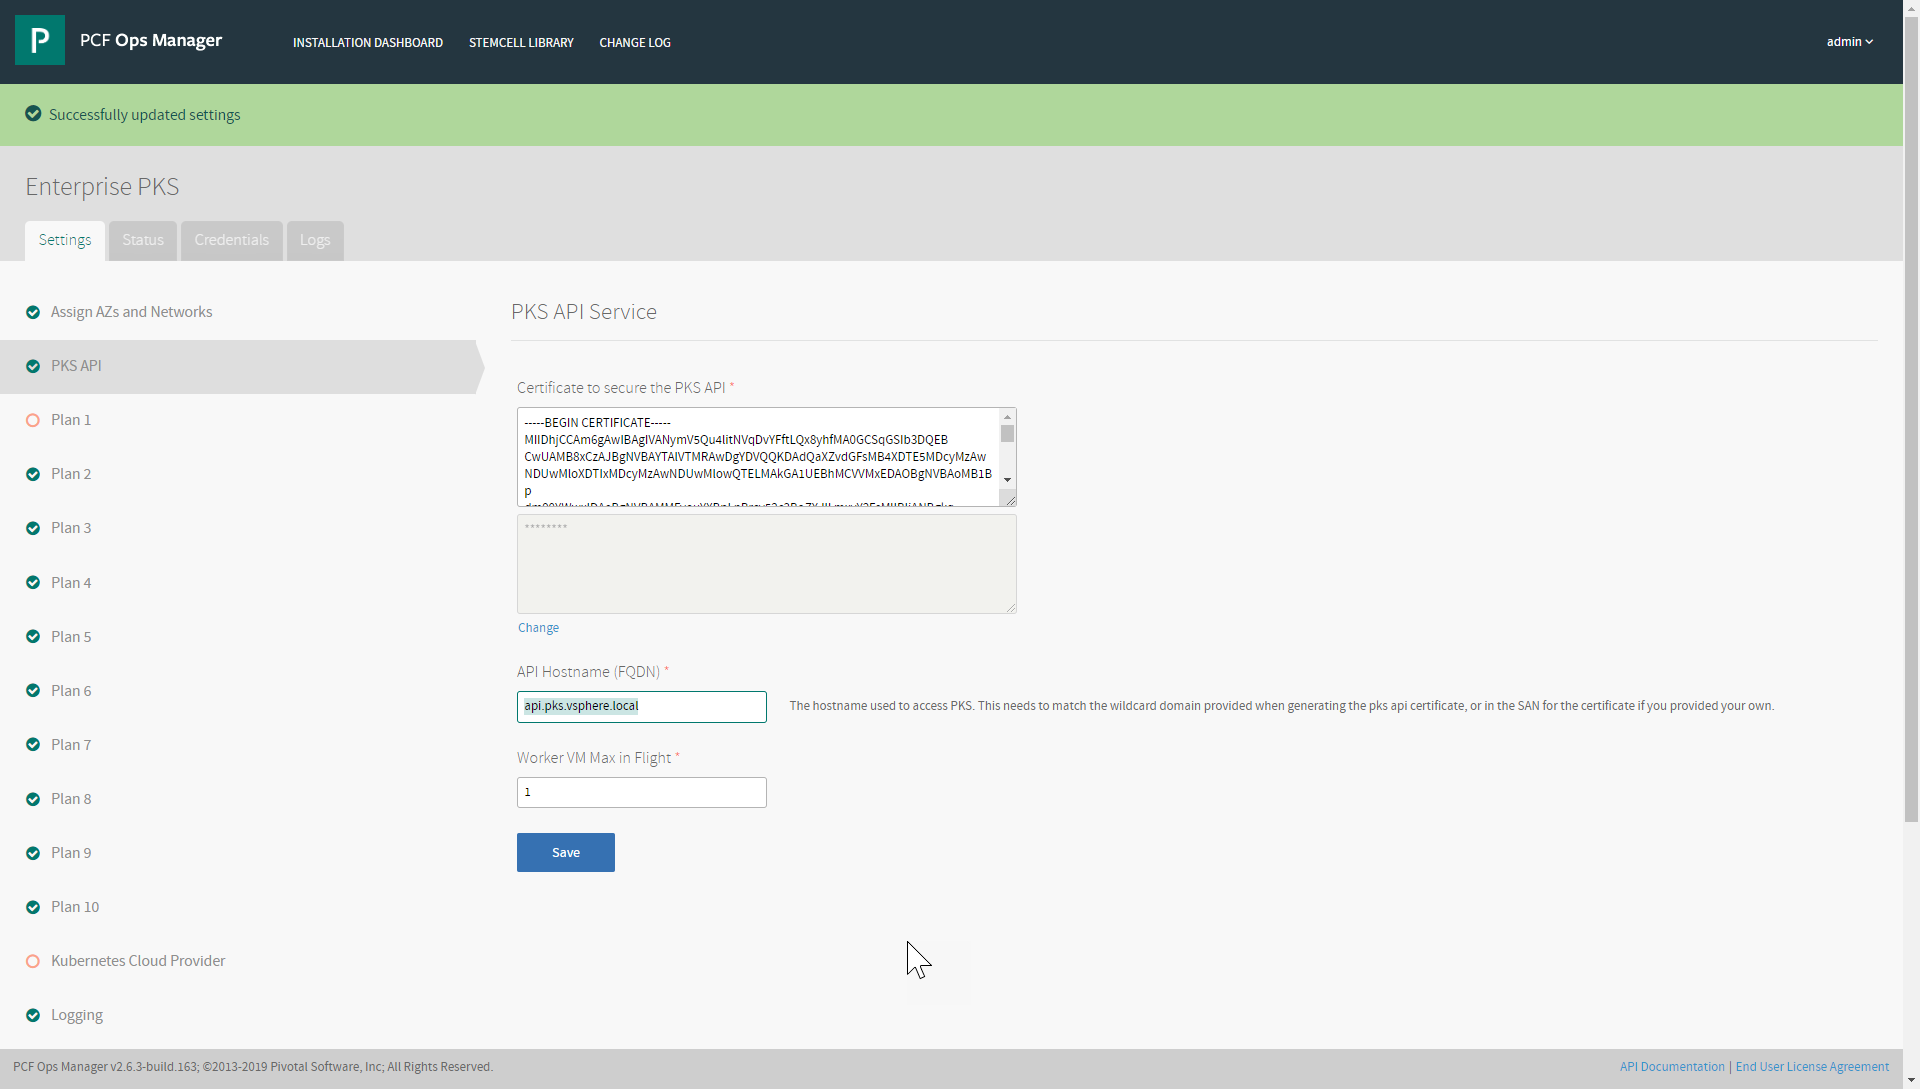 P PCF Ops Manager INSTALLATION DASHBOARD STEMCELL LIBRARY CHANGE LOG admin
Successfully updated settings
Enterprise PKS
Settings Status Credentials Logs
Assign AZs and Networks
PKS API
Plan 1
Plan 2
Plan 3
Plan 4
Plan 5
Plan 6
Plan 7
Plan 8
Plan 9
Plan 10
Kubernetes Cloud Provider
Logging
PKS API Service
Certificate to secure the PKS API *
-----BEGIN CERTIFICATE-----
MIIDhjCCAm6gAwIBAgIVANymV5Qu4IitNVqDvYFftLQx8yhfMA0GCSqGSIb3DQEB
CwUAMB8xCzAJBgNVBAYTAlVTMRAwDgYDVQQKDAdQaXZvdGFsMB4XDTE5MDcyMzAw
NDUwMloXDTIxMDcyMzAwNDUwMlowQTELMAkGA1UEBhMCVVMxEDAOBgNVBAoMB1B
p
********
Change
API Hostname (FQDN) *
api.pks.vsphere.local
The hostname used to access PKS. This needs to match the wildcard domain provided when generating the pks api certificate, or in the SAN for the certificate if you provided your own.
Worker VM Max in Flight *
1
Save
PCF Ops Manager v2.6.3-build.163; ©2013-2019 Pivotal Software, Inc; All Rights Reserved.
API Documentation | End User License Agreement